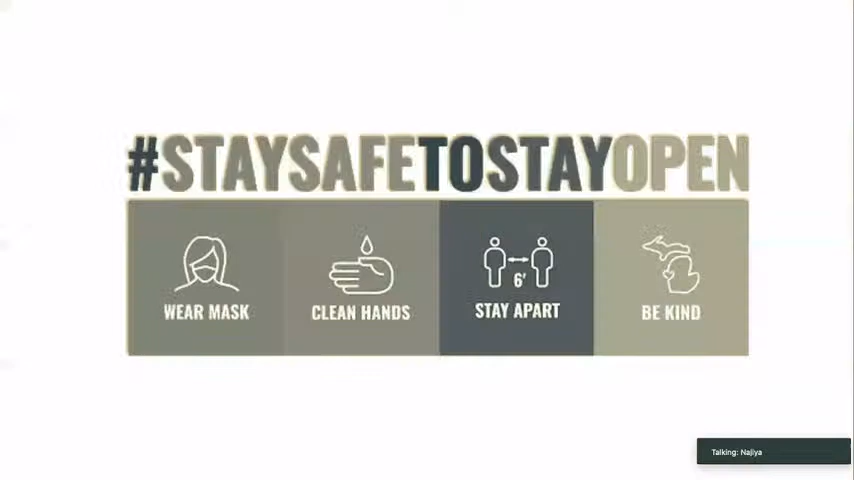 #STAYSAFETOSTAYOPEN
WEAR MASK
CLEAN HANDS
6'
STAY APART
BE KIND
Talking: Najiya